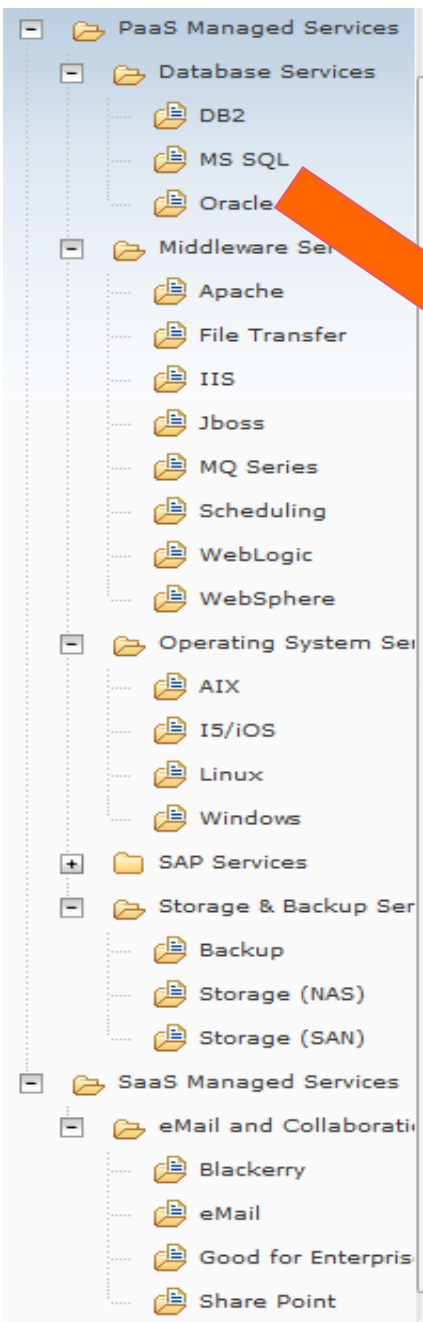 PaaS Managed Services
Database Services
DB2
MS SQL
Oracle
Middleware Ser
Apache
File Transfer
IIS
Jboss
MQ Series
Scheduling
WebLogic
WebSphere
Operating System Ser
AIX
I5/iOS
Linux
Windows
SAP Services
Storage & Backup Ser
Backup
Storage (NAS)
Storage (SAN)
SaaS Managed Services
eMail and Collaborati
Blackerry
eMail
Good for Enterpris
Share Point